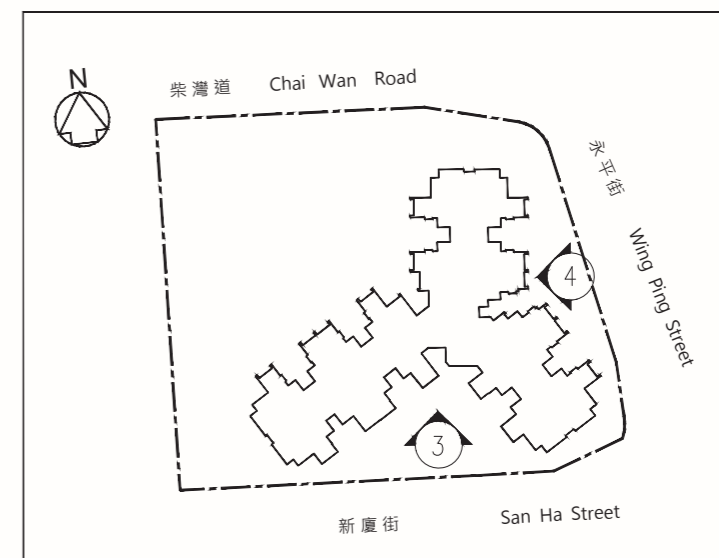 N
柴灣道 Chai Wan Road
永平街 Wing Ping Street
4
3
新廈街 San Ha Street